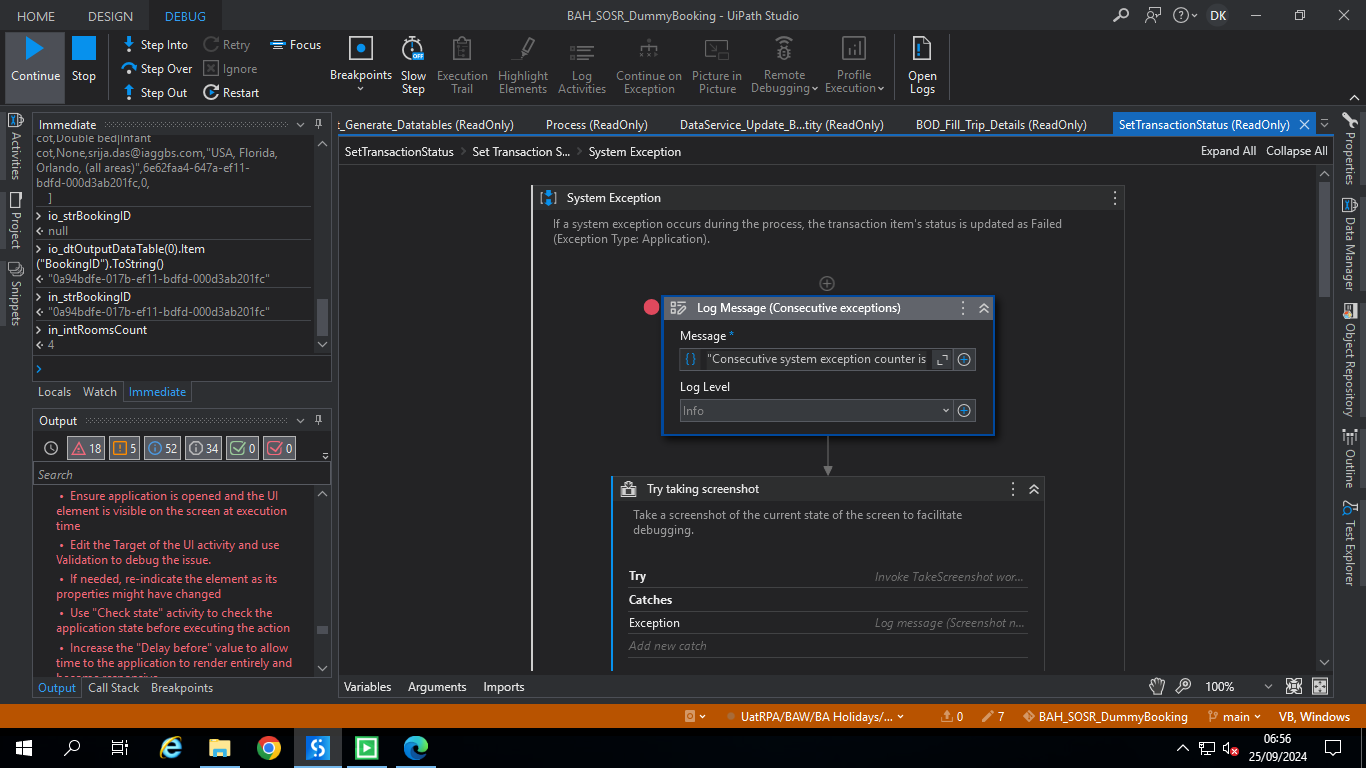 HOME DESIGN DEBUG
BAH_SOSR_DummyBooking - UiPath Studio
DK
Continue
Stop
Step Into
Step Over
Step Out
Retry
Ignore
Restart
Focus
Breakpoints
Slow
Step
OFF
Execution
Trail
Highlight
Elements
Log
Activities
Continue on
Exception
Picture in
Picture
Remote
Debugging
Profile
Execution
Open
Logs
Activities
Project
Snippets
Immediate
cot,Double bed|Infant
cot,None,srija.das@iaggbs.com,"USA, Florida,
Orlando, (all areas)",6e62faa4-647a-ef11-
bdfd-000d3ab201fc,0,
]
io_strBookingID
null
io_dtOutputDataTable(0).Item
("BookingID").ToString()
"0a94bdfe-017b-ef11-bdfd-000d3ab201fc"
in_strBookingID
"0a94bdfe-017b-ef11-bdfd-000d3ab201fc"
in_intRoomsCount
4
Locals Watch Immediate
Output
18 5 52 34 0 0
Search
• Ensure application is opened and the UI
element is visible on the screen at execution
time
• Edit the Target of the UI activity and use
Validation to debug the issue.
• If needed, re-indicate the element as its
properties might have changed
• Use "Check state" activity to check the
application state before executing the action
• Increase the "Delay before" value to allow
time to the application to render entirely and
Output Call Stack Breakpoints
t_Generate_Datatables (ReadOnly) Process (ReadOnly) DataService_Update_B...tity (ReadOnly) BOD_Fill_Trip_Details (ReadOnly) SetTransactionStatus (ReadOnly)
SetTransactionStatus > Set Transaction S... > System Exception
Expand All Collapse All
System Exception
If a system exception occurs during the process, the transaction item's status is updated as Failed
(Exception Type: Application).
Log Message (Consecutive exceptions)
Message *
"Consecutive system exception counter is
Log Level
Info
Try taking screenshot
Take a screenshot of the current state of the screen to facilitate
debugging.
Try Invoke TakeScreenshot wor...
Catches
Exception Log message (Screenshot n...
Add new catch
Variables Arguments Imports
100%
Properties
Data Manager
Object Repository
Outline
Test Explorer
UatRPA/BAW/BA Holidays/...
0
7
BAH_SOSR_DummyBooking
main
VB, Windows
06:56
25/09/2024